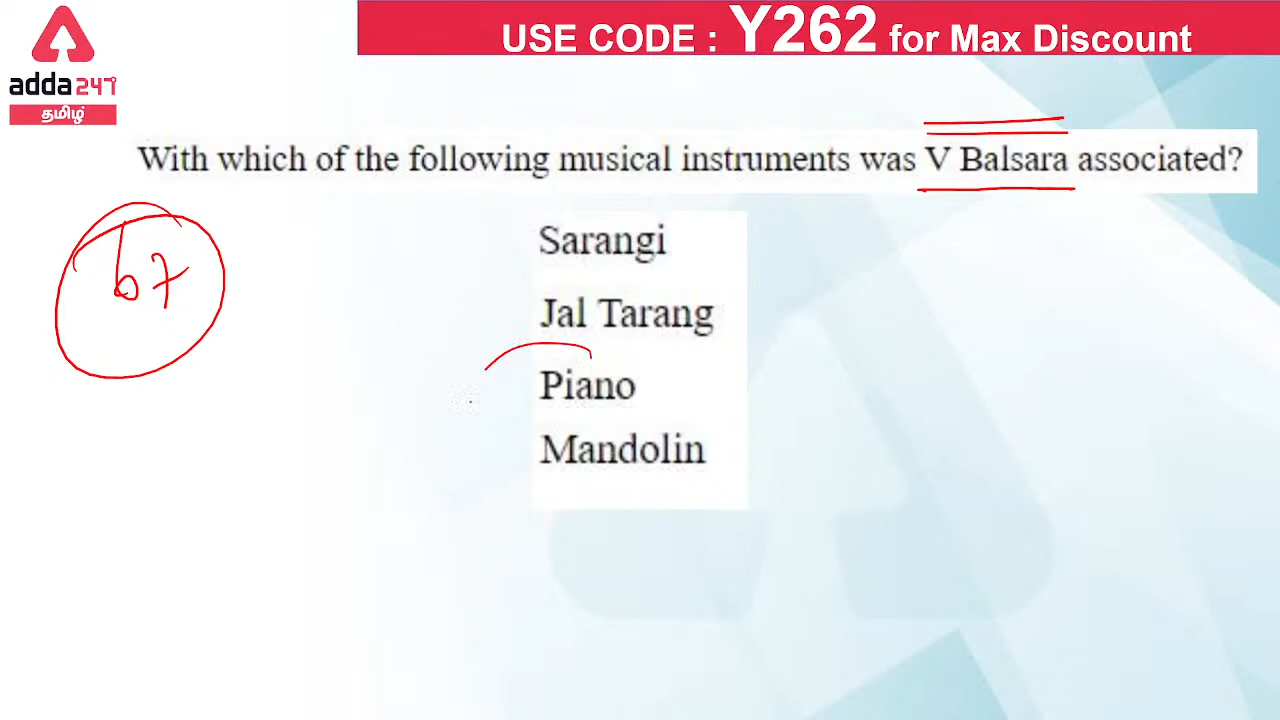 USE CODE : Y262 for Max Discount
adda247
தமிழ்
With which of the following musical instruments was V Balsara associated?
67
Sarangi
Jal Tarang
Piano
Mandolin